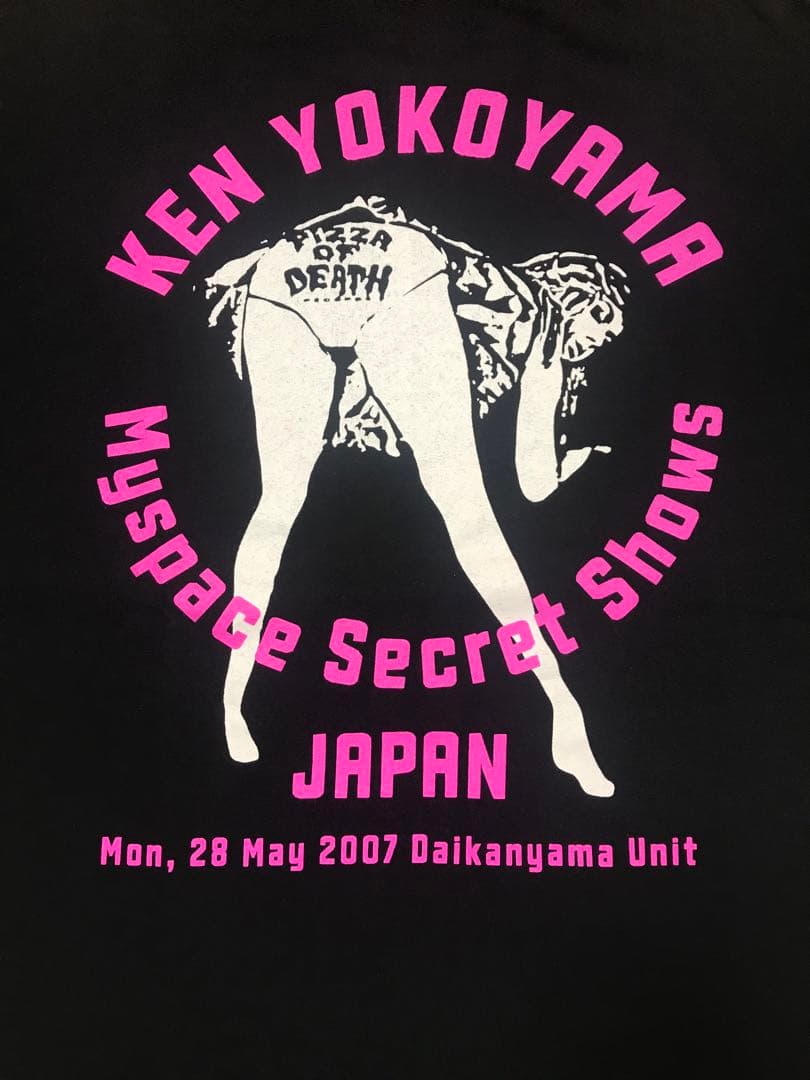 KEN YOKOYAMA
PIZZA
OF
DEATH
Myspace Secret Shows
JAPAN
Mon, 28 May 2007 Daikanyama Unit